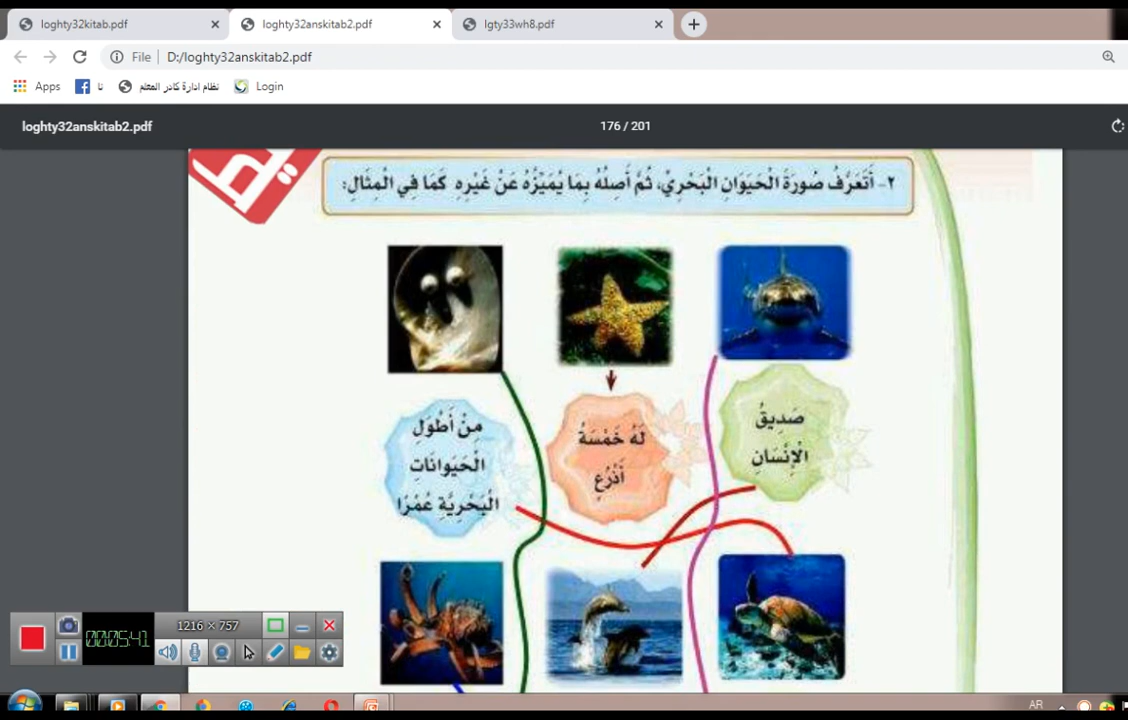 loghty32kitab.pdf
loghty32anskitab2.pdf
lgty33wh8.pdf
File | D:/loghty32anskitab2.pdf
Apps
نا
نظام ادارة كادر المعلم
Login
loghty32anskitab2.pdf
176 / 201
٢- أَتَعَرَّفُ صُورَةَ الْحَيَوَانِ الْبَحْرِيِّ، ثُمَّ أَصِلُهُ بِمَا يُمَيِّزُهُ عَنْ غَيْرِهِ كَمَا فِي الْمِثَالِ:
صَدِيقُ
الْإِنْسَانِ
لَهُ خَمْسَةُ
أَذْرُعٍ
مِنْ أَطْوَلِ
الْحَيَوَانَاتِ
الْبَحْرِيَّةِ عُمْرًا
00:05:41
1216 × 757
AR